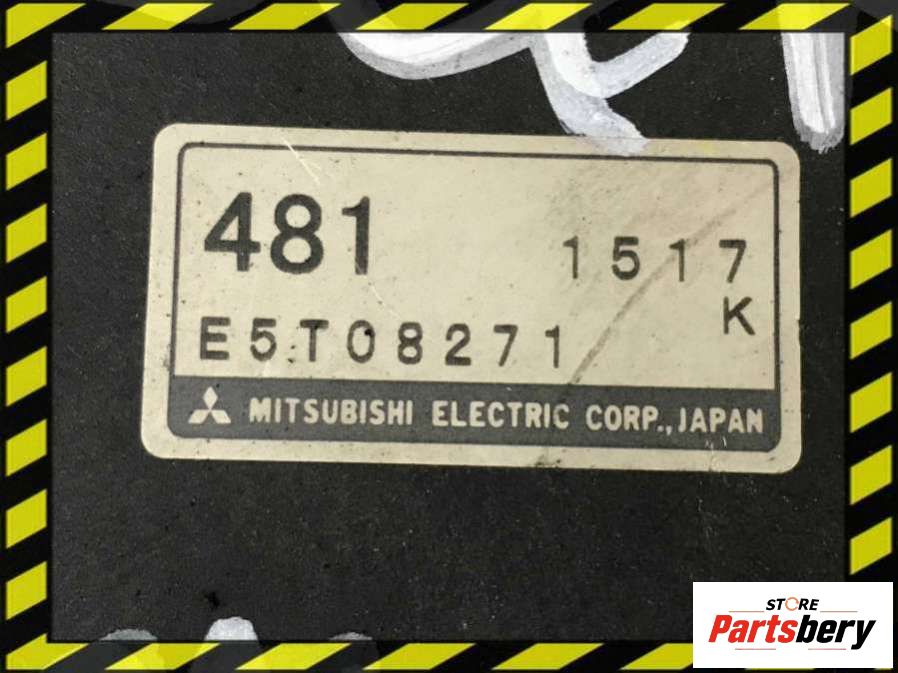 481
1517
K
E5T08271
MITSUBISHI ELECTRIC CORP., JAPAN
STORE
Partsbery